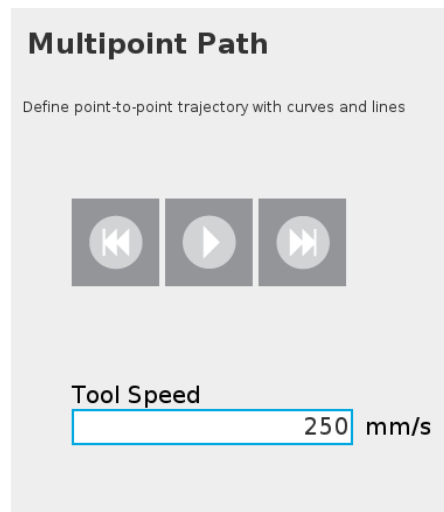 Multipoint Path
Define point-to-point trajectory with curves and lines
Tool Speed
250 mm/s